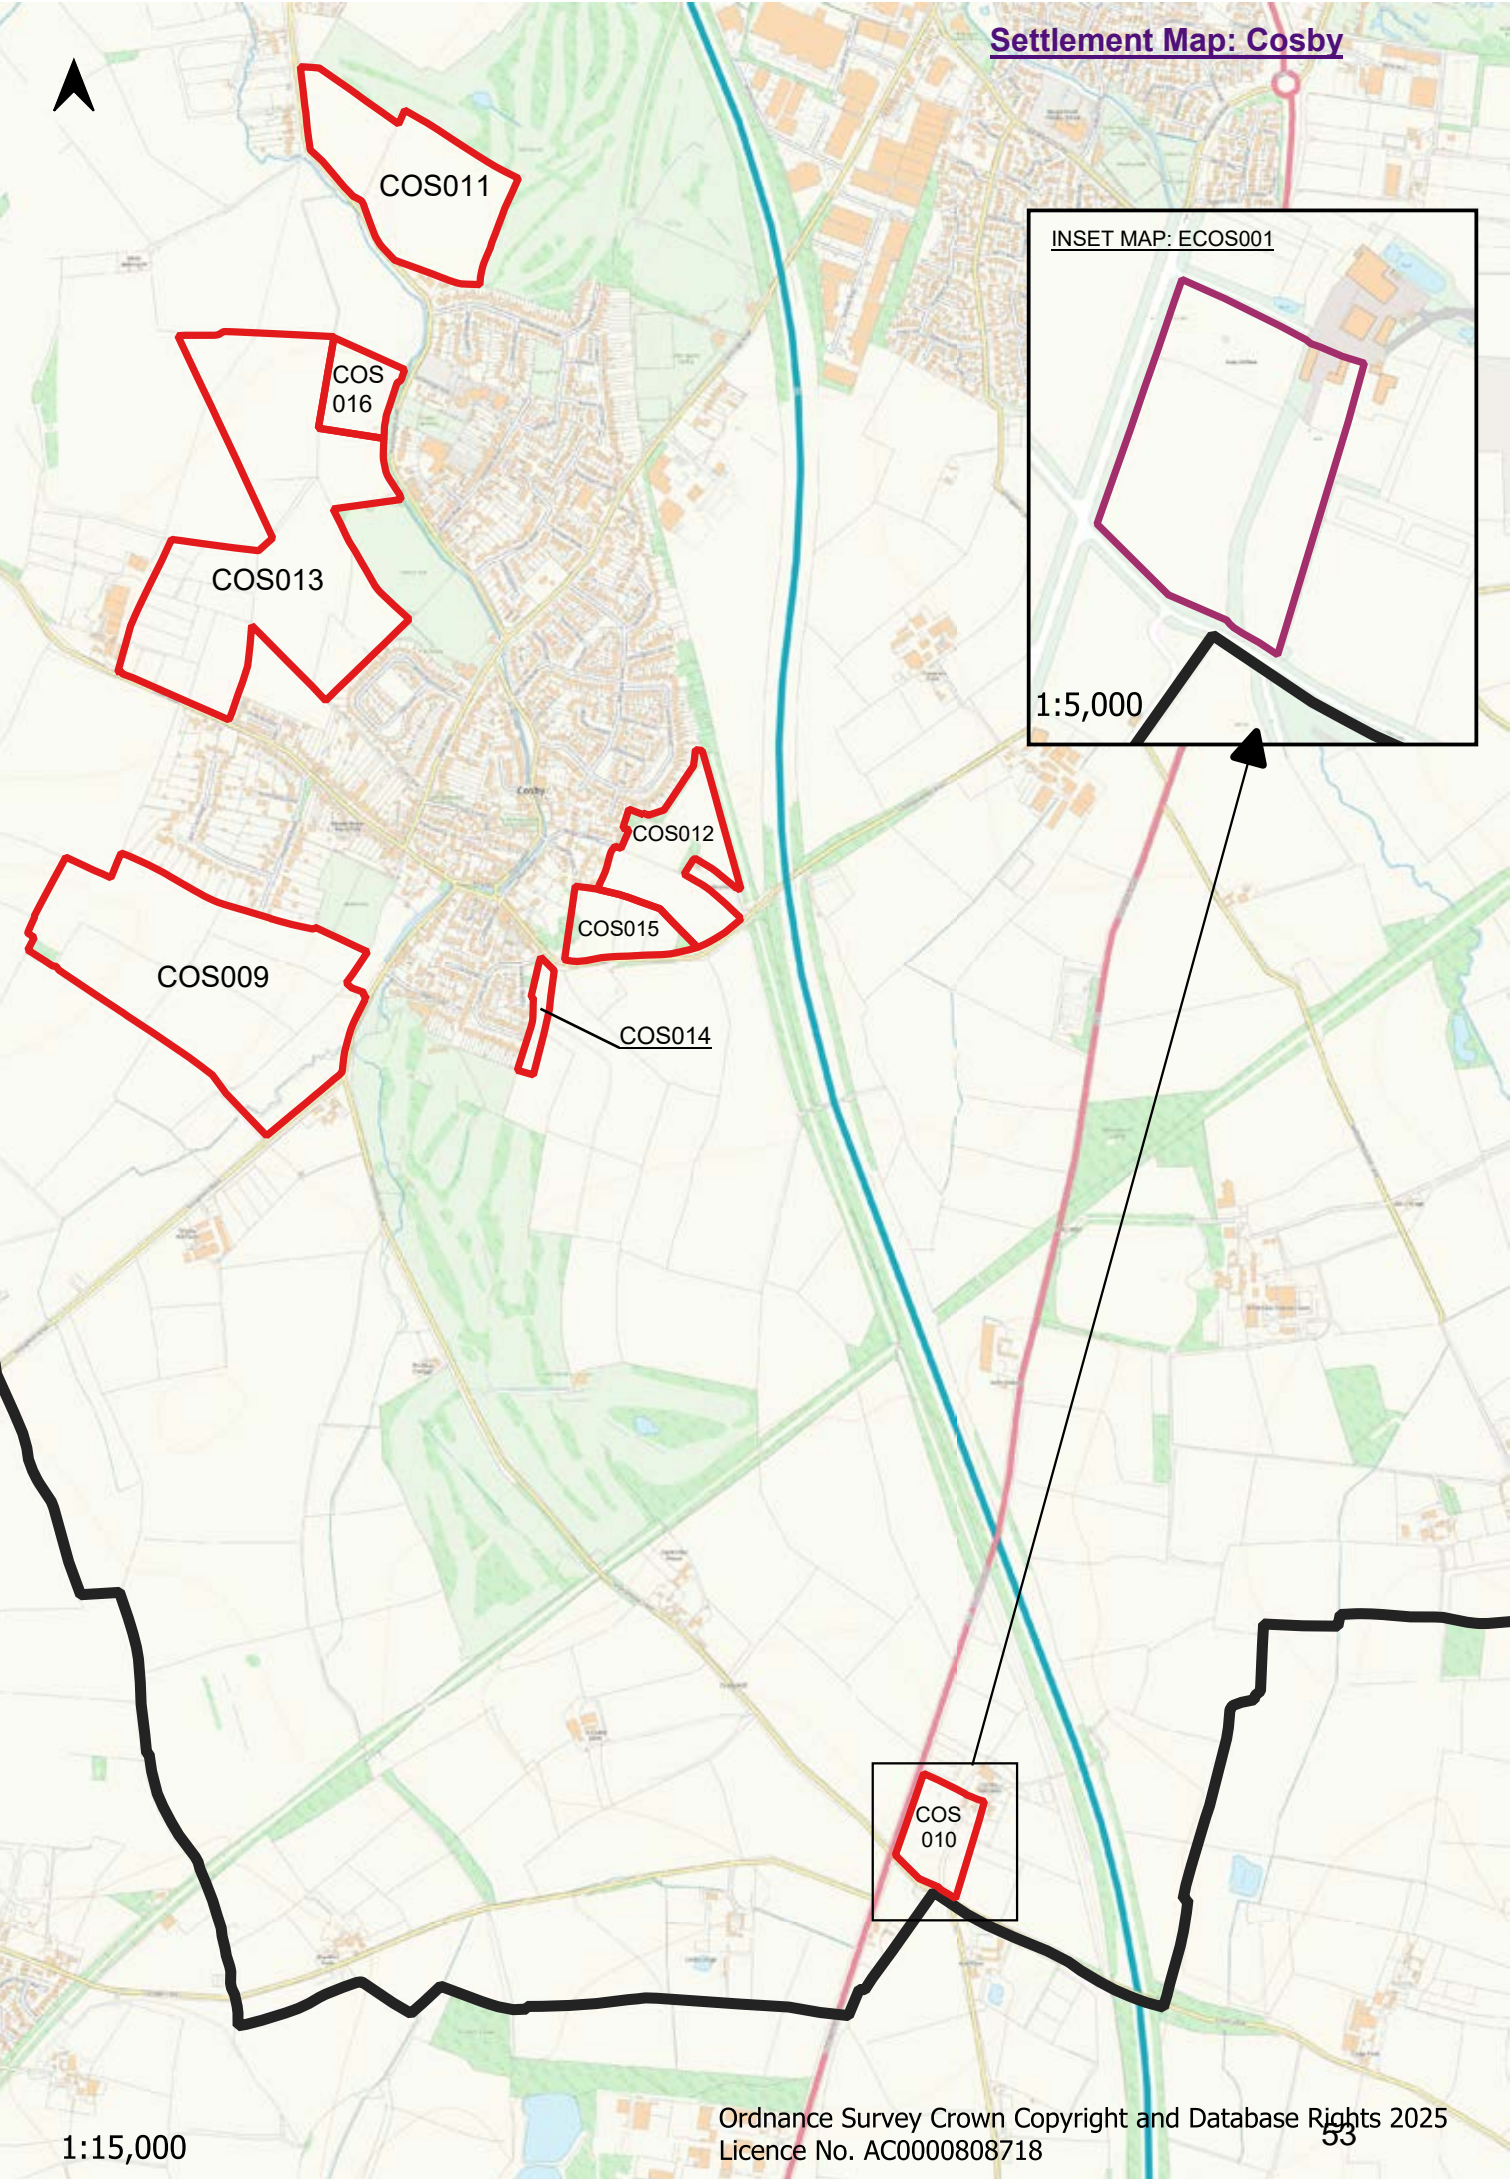 Settlement Map: Cosby
COS011
INSET MAP: ECOS001
COS
016
COS013
1:5,000
Cosby
COS012
COS015
COS009
COS014
COS
010
Ordnance Survey Crown Copyright and Database Rights 2025
Licence No. AC0000808718
53
1:15,000